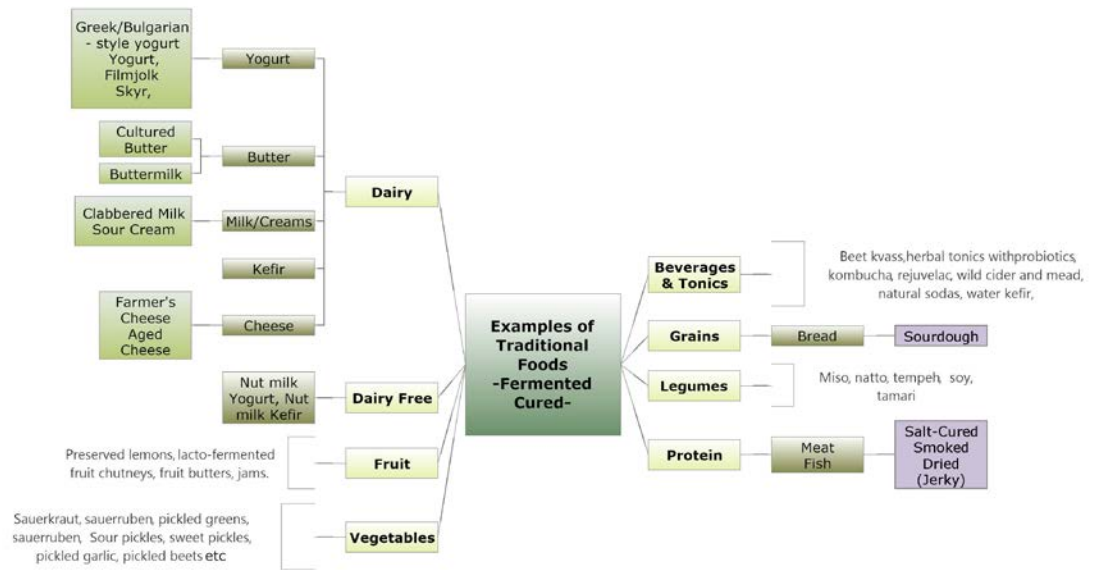 Greek/Bulgarian
- style yogurt
Yogurt,
Filmjolk
Skyr,
Yogurt
Cultured
Butter
Buttermilk
Butter
Clabbered Milk
Sour Cream
Milk/Creams
Kefir
Farmer's
Cheese
Aged
Cheese
Cheese
Dairy
Nut milk
Yogurt, Nut
milk Kefir
Dairy Free
Preserved lemons, lacto-fermented
fruit chutneys, fruit butters, jams.
Fruit
Sauerkraut, sauerruben, pickled greens,
sauerruben, Sour pickles, sweet pickles,
pickled garlic, pickled beets etc
Vegetables
Examples of
Traditional
Foods
-Fermented
Cured-
Beverages
& Tonics
Beet kvass,herbal tonics withprobiotics,
kombucha, rejuvelac, wild cider and mead,
natural sodas, water kefir,
Grains
Bread
Sourdough
Legumes
Miso, natto, tempeh, soy,
tamari
Protein
Meat
Fish
Salt-Cured
Smoked
Dried
(Jerky)